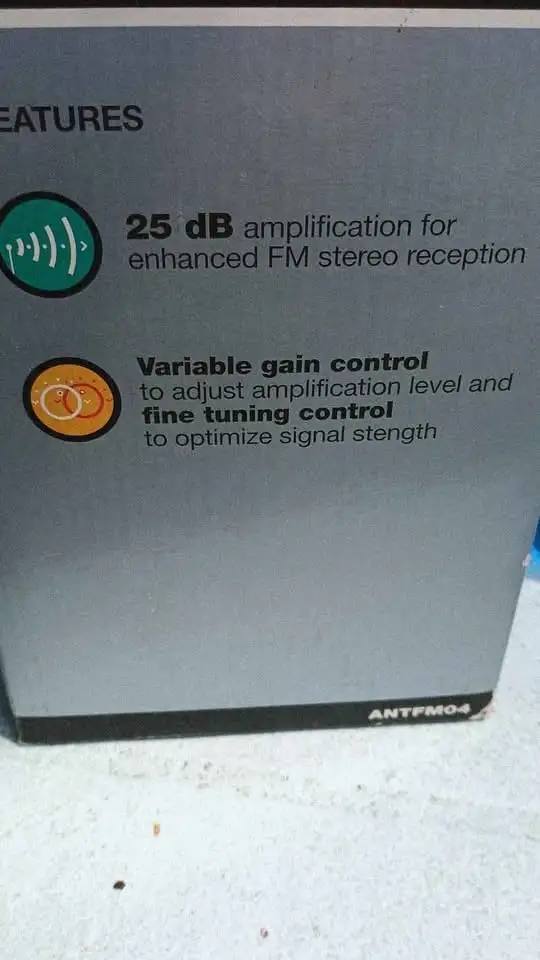 EATURES
25 dB amplification for
enhanced FM stereo reception
Variable gain control
to adjust amplification level and
fine tuning control
to optimize signal stength
ANTFM04